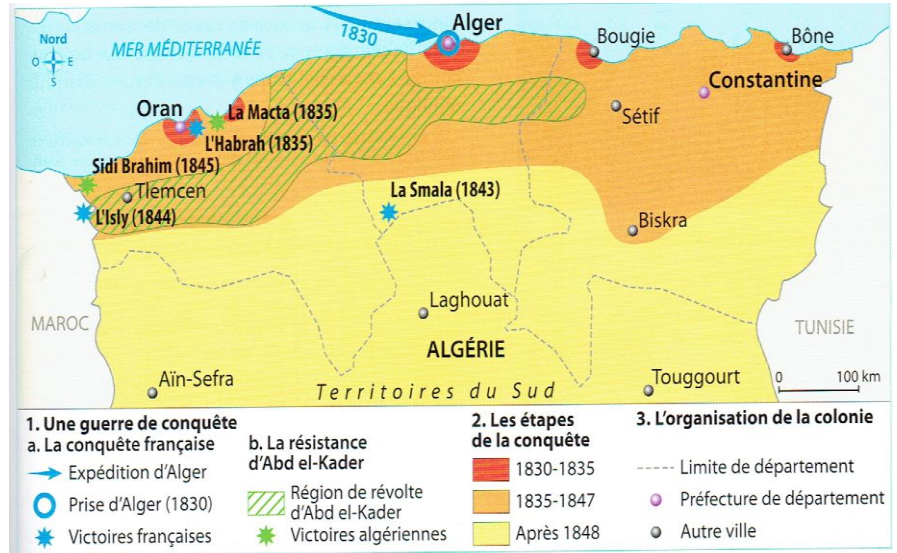 Nord
O
E
S
MER MÉDITERRANÉE
1830
Alger
Bougie
Bône
Constantine
Sétif
Oran
La Macta (1835)
L'Habrah (1835)
Sidi Brahim (1845)
Tlemcen
L'Isly (1844)
La Smala (1843)
Biskra
Laghouat
MAROC
ALGÉRIE
TUNISIE
Aïn-Sefra
Territoires du Sud
Touggourt
0 100 km
1. Une guerre de conquête
a. La conquête française
Expédition d'Alger
Prise d'Alger (1830)
Victoires françaises
b. La résistance
d'Abd el-Kader
Région de révolte
d'Abd el-Kader
Victoires algériennes
2. Les étapes
de la conquête
1830-1835
1835-1847
Après 1848
3. L'organisation de la colonie
Limite de département
Préfecture de département
Autre ville